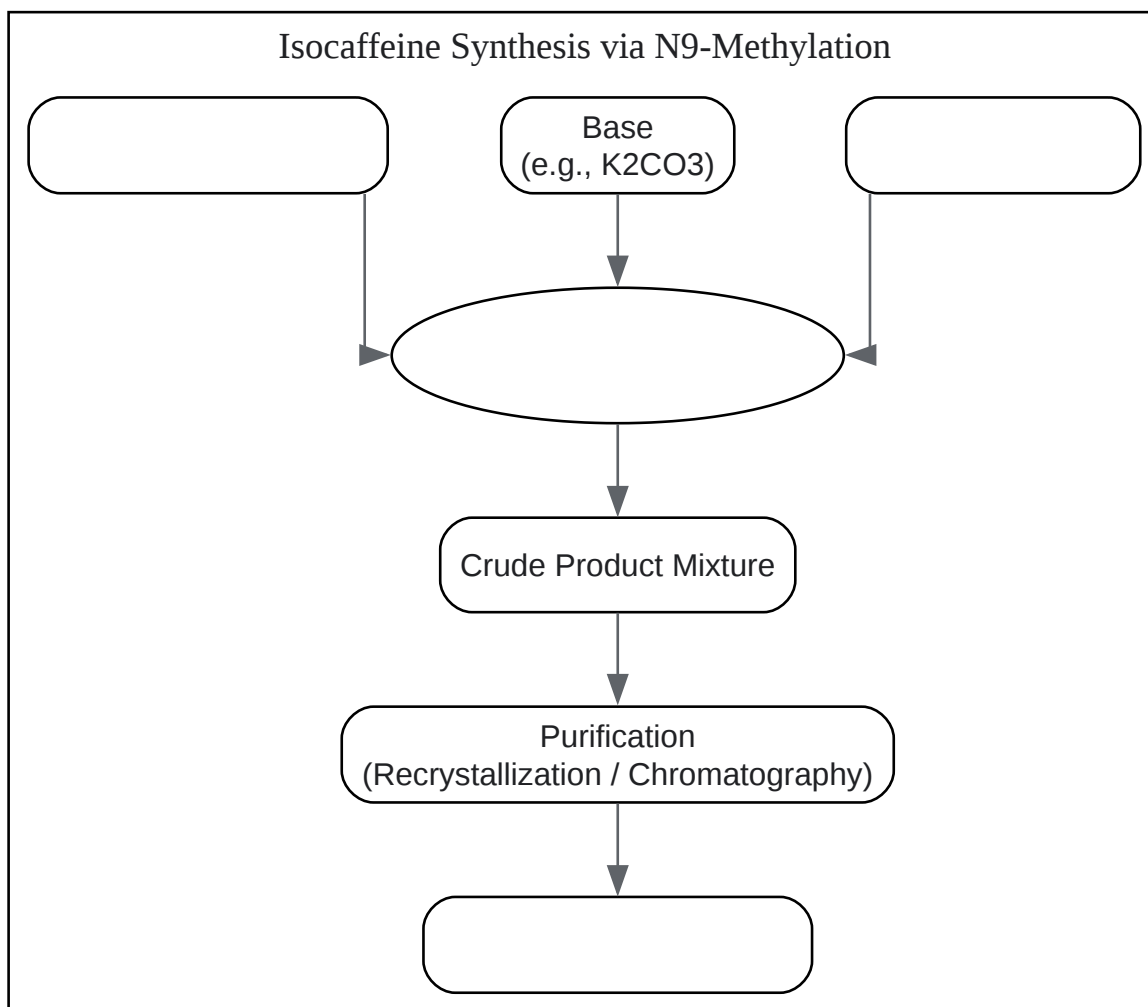 Isocaffeine Synthesis via N9-Methylation
Base
(e.g., K2CO3)
Crude Product Mixture
Purification
(Recrystallization / Chromatography)